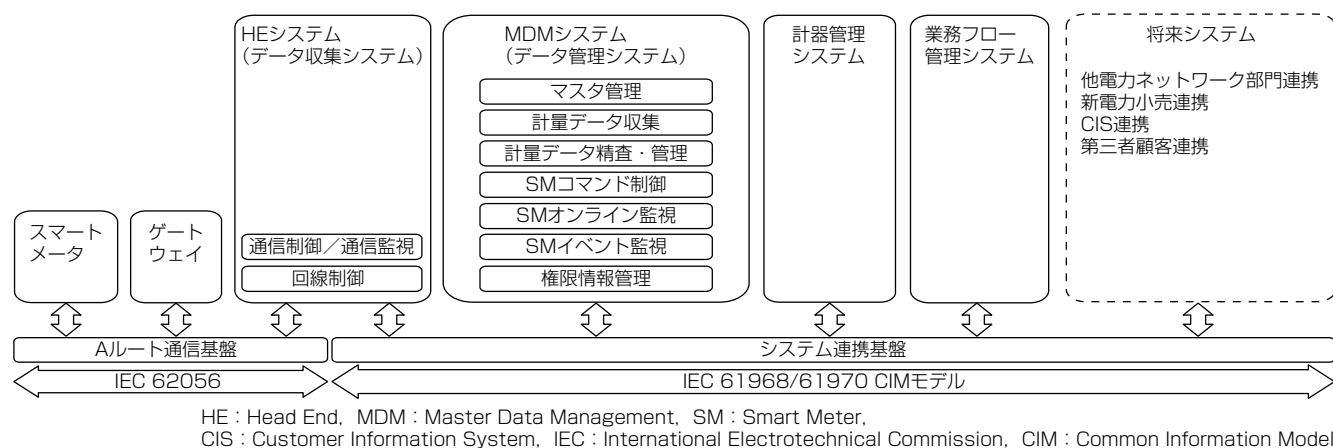 HEシステム
(データ収集システム)
通信制御/通信監視
回線制御
MDMシステム
(データ管理システム)
マスタ管理
計量データ収集
計量データ精査・管理
SMコマンド制御
SMオンライン監視
SMイベント監視
権限情報管理
計器管理
システム
業務フロー
管理システム
将来システム
他電力ネットワーク部門連携
新電力小売連携
CIS連携
第三者顧客連携
スマート
メータ
ゲート
ウェイ
Aルート通信基盤
システム連携基盤
IEC 62056
IEC 61968/61970 CIMモデル
HE:Head End, MDM:Master Data Management, SM:Smart Meter,
CIS:Customer Information System, IEC:International Electrotechnical Commission, CIM:Common Information Model